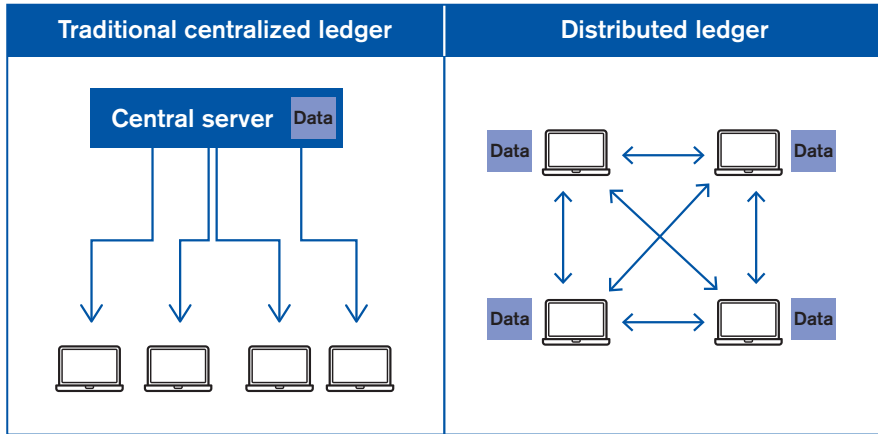 Traditional centralized ledger
Distributed ledger
Central server
Data
Data
Data
Data
Data